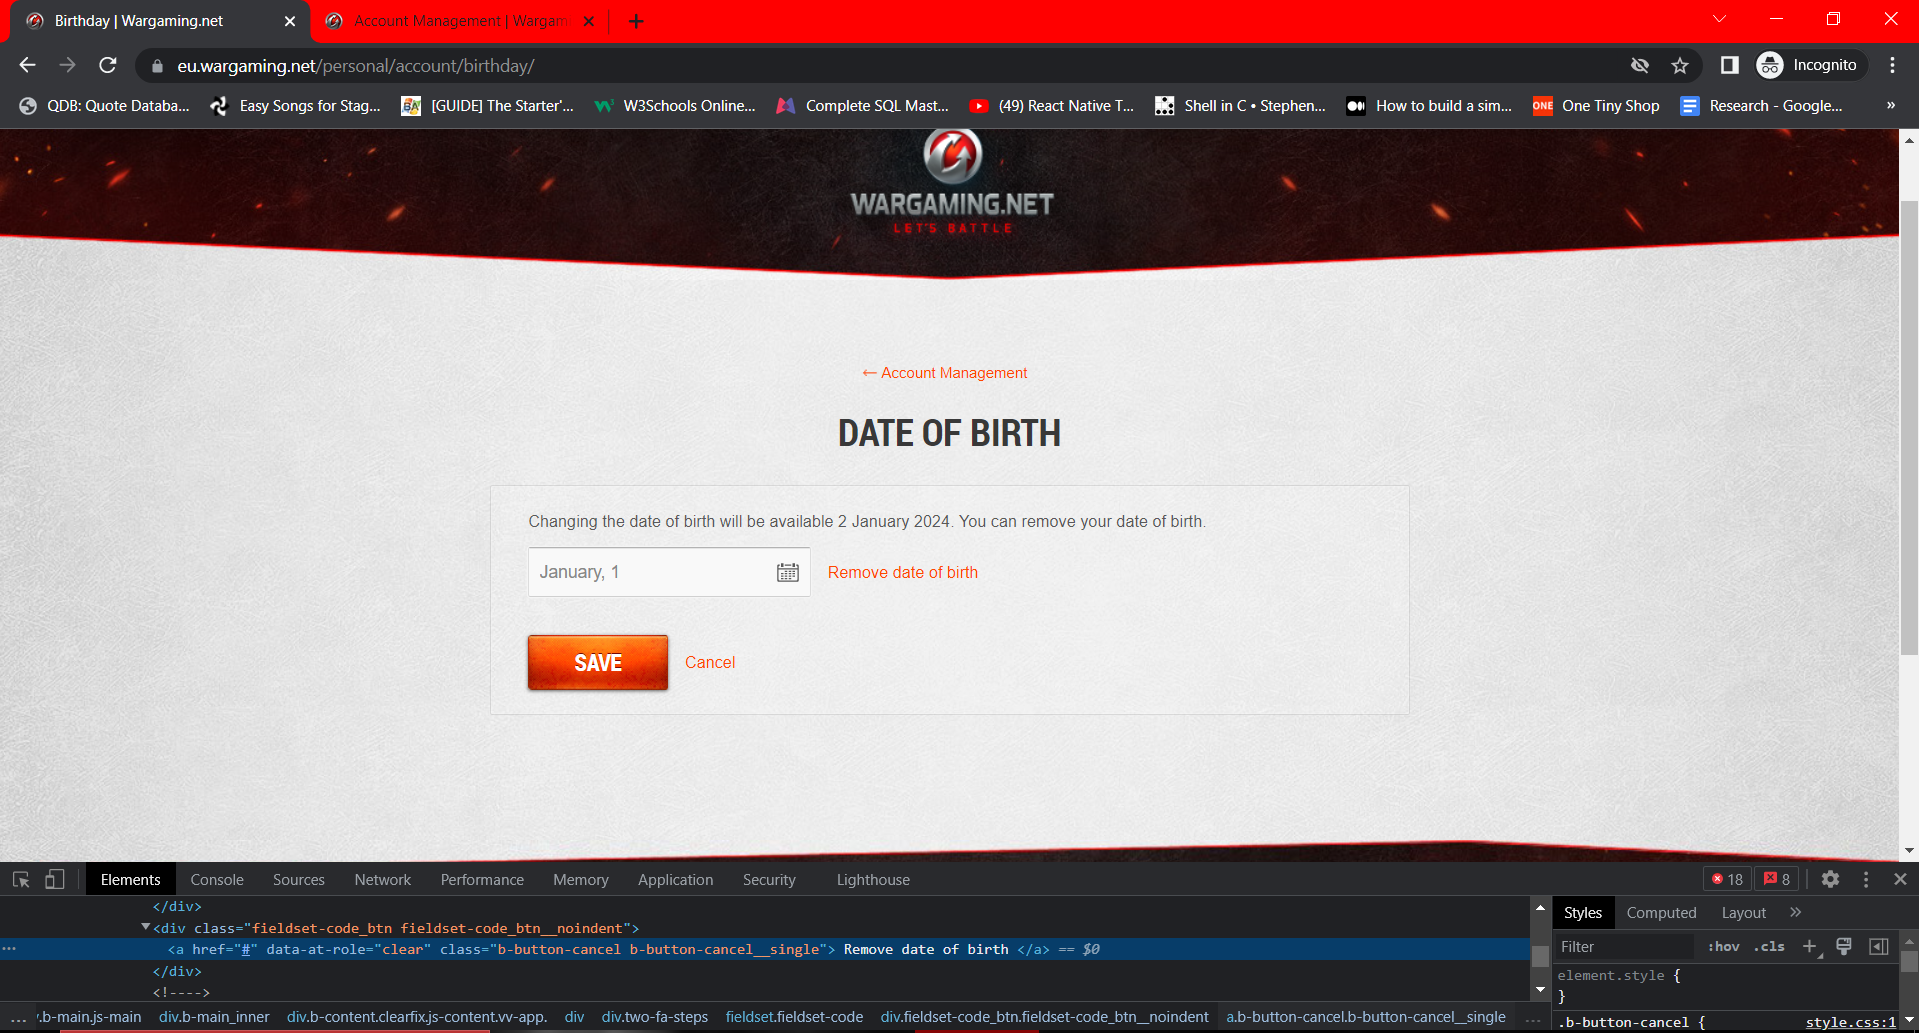 Birthday | Wargaming.net
Account Management | Wargami
eu.wargaming.net/personal/account/birthday/
Incognito
QDB: Quote Databa...
Easy Songs for Stag...
[GUIDE] The Starter'...
W3Schools Online...
Complete SQL Mast...
(49) React Native T...
Shell in C • Stephen...
How to build a sim...
ONE
One Tiny Shop
Research - Google...
»
WARGAMING.NET
LET'S BATTLE
← Account Management
DATE OF BIRTH
Changing the date of birth will be available 2 January 2024. You can remove your date of birth.
January, 1
Remove date of birth
SAVE
Cancel
Elements Console Sources Network Performance Memory Application Security Lighthouse
18
8
</div>
<div class="fieldset-code_btn fieldset-code_btn__noindent">
<a href="#" data-at-role="clear" class="b-button-cancel b-button-cancel__single"> Remove date of birth </a> == $0
</div>
<!---->
... v.b-main.js-main div.b-main_inner div.b-content.clearfix.js-content.vv-app. div div.two-fa-steps fieldset.fieldset-code div.fieldset-code_btn.fieldset-code_btn__noindent a.b-button-cancel.b-button-cancel__single ...
Styles Computed Layout »
Filter :hov .cls +
element.style {
}
.b-button-cancel { style.css:1